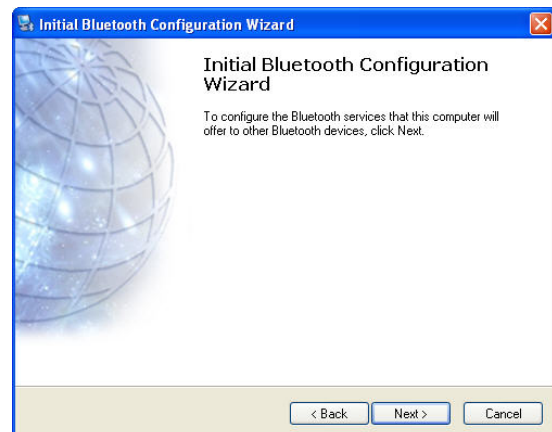 Initial Bluetooth Configuration Wizard
Initial Bluetooth Configuration
Wizard
To configure the Bluetooth services that this computer will
offer to other Bluetooth devices, click Next.
< Back
Next >
Cancel